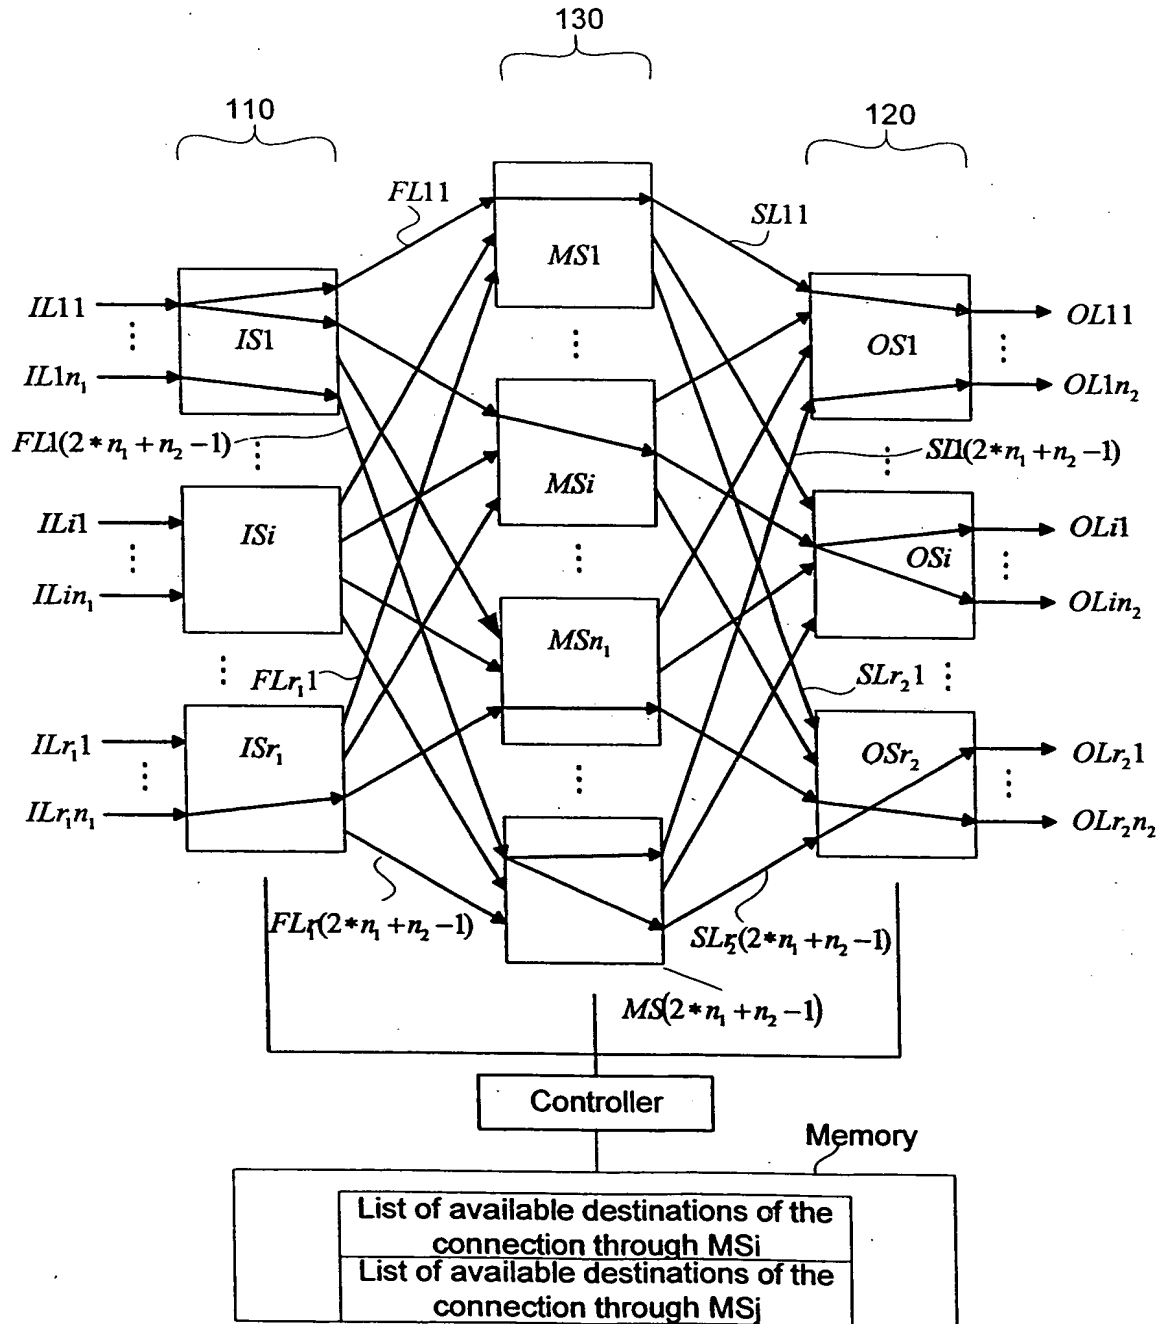 130
110
120
FL11
SL11
MS1
IL11
IS1
OS1
OL11
IL1n₁
OL1n₂
FL1(2*n₁+n₂-1)
SL1(2*n₁+n₂-1)
MSi
ILi1
ISi
OSi
OLi1
ILin₁
OLin₂
MSn₁
FLr₁1
SLr₂1
ILr₁1
ISr₁
OSr₂
OLr₂1
ILr₁n₁
OLr₂n₂
FLr₁(2*n₁+n₂-1)
SLr₂(2*n₁+n₂-1)
MS(2*n₁+n₂-1)
Controller
Memory
List of available destinations of the
connection through MSi
List of available destinations of the
connection through MSj